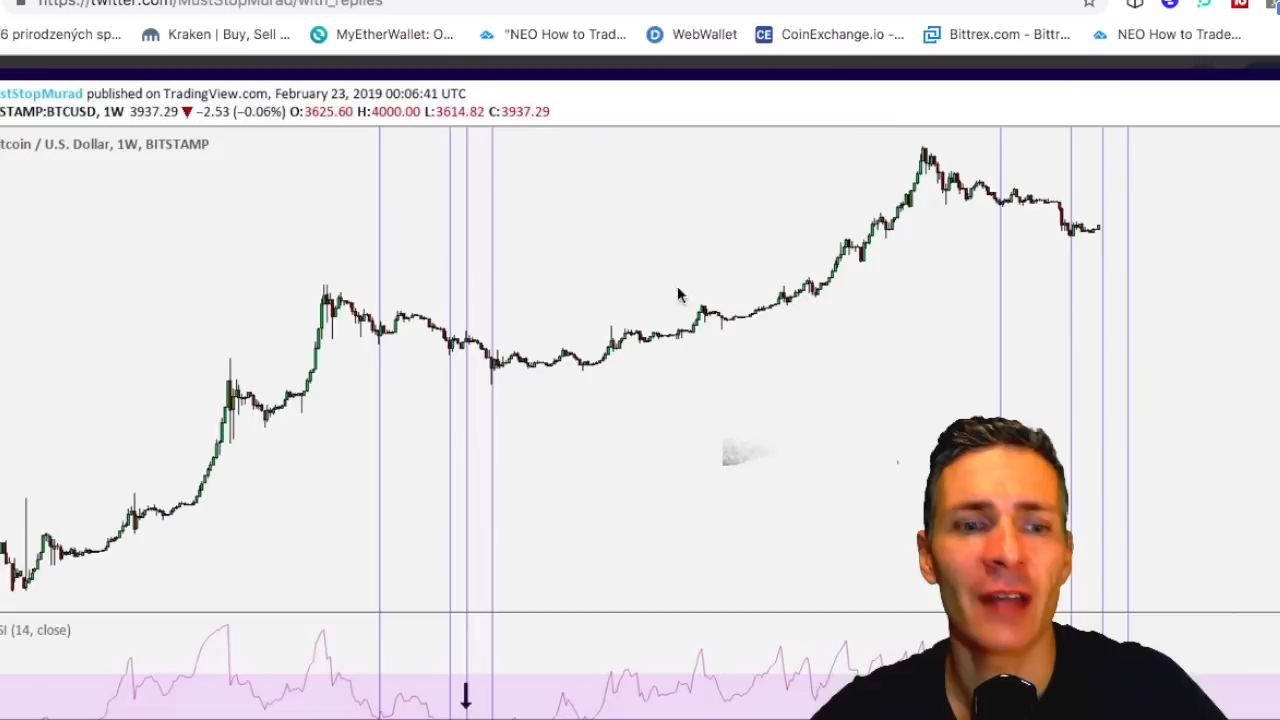 https://twitter.com/MustStopMurad/with_replies
6 prirodzených sp... Kraken | Buy, Sell ... MyEtherWallet: O... "NEO How to Trad... WebWallet CE CoinExchange.io -... Bittrex.com - Bittr... NEO How to Trade...
stStopMurad published on TradingView.com, February 23, 2019 00:06:41 UTC
STAMP:BTCUSD, 1W 3937.29 ▼ −2.53 (−0.06%) O:3625.60 H:4000.00 L:3614.82 C:3937.29
tcoin / U.S. Dollar, 1W, BITSTAMP
SI (14, close)